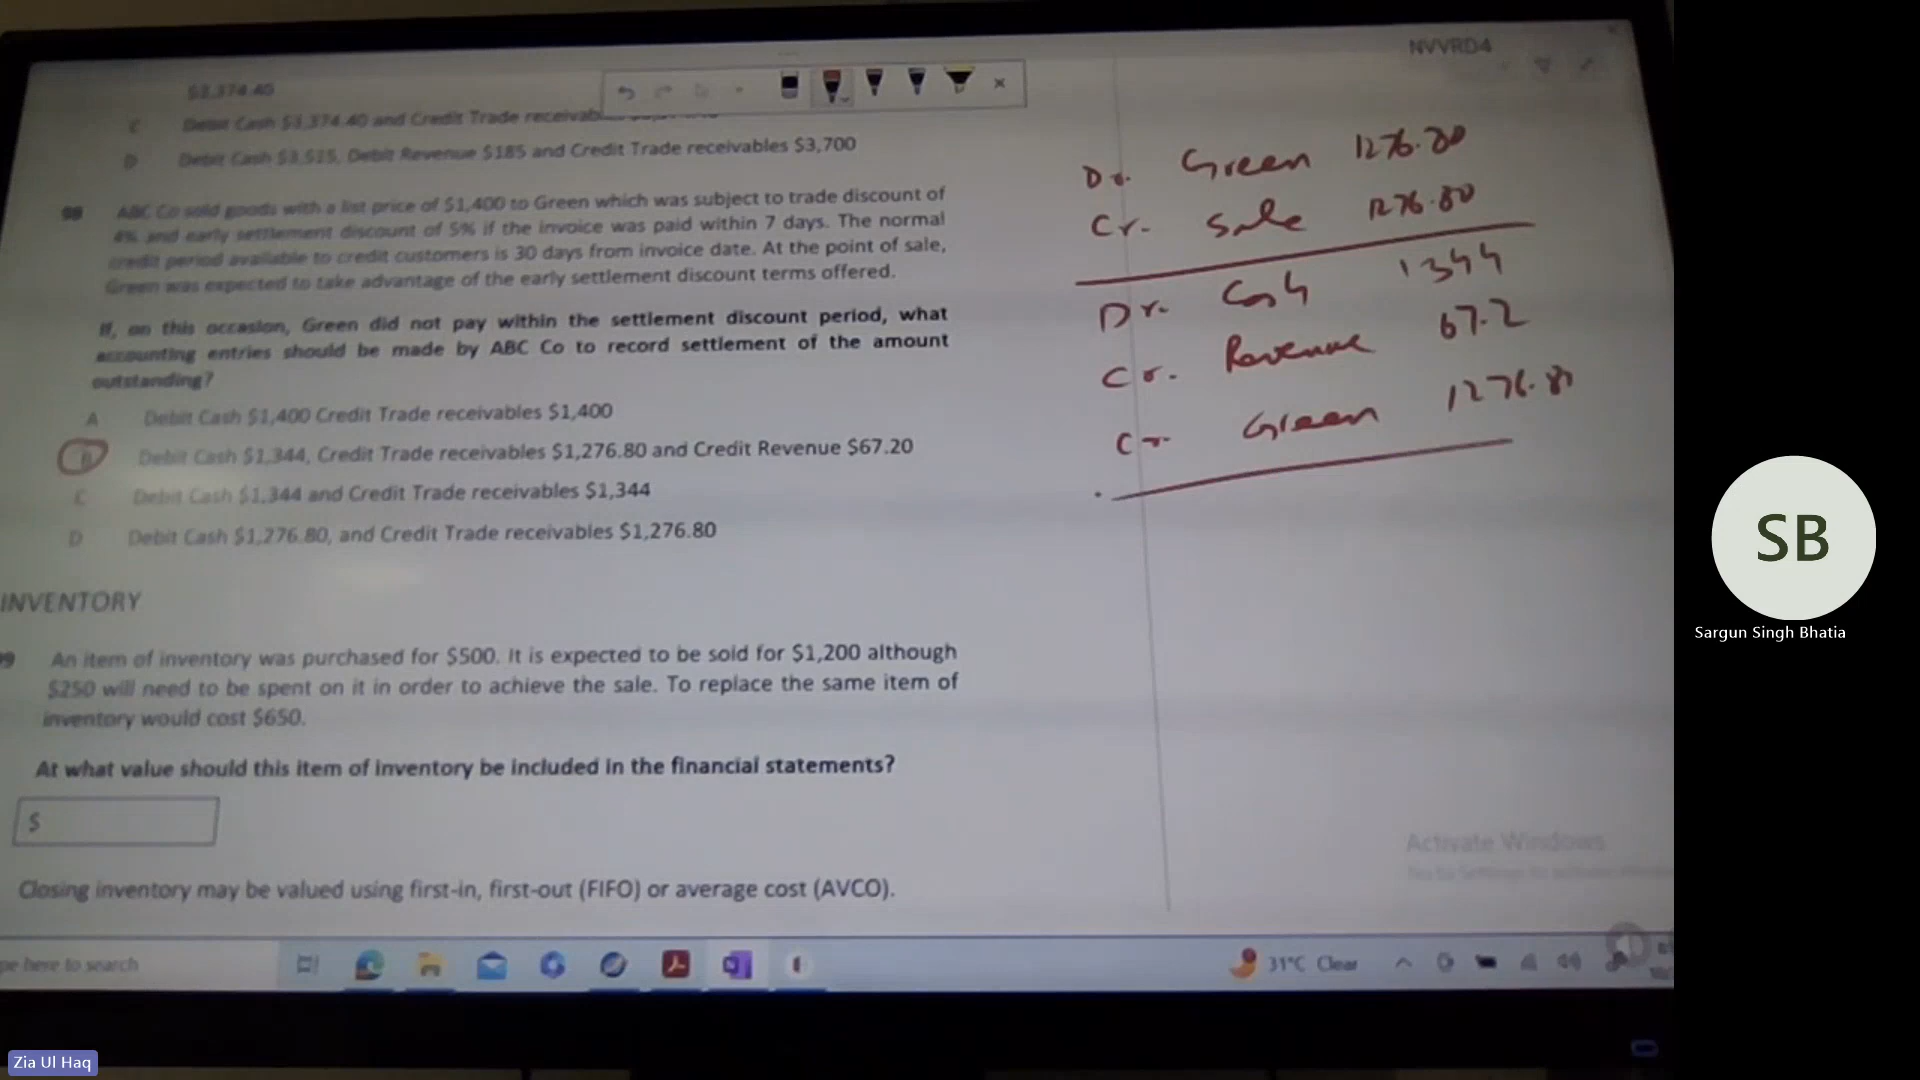 NVVRD4
$3,374.40
C Debit Cash $3,374.40 and Credit Trade receivab
D Debit Cash $3,515, Debit Revenue $185 and Credit Trade receivables $3,700
98 ABC Co sold goods with a list price of $1,400 to Green which was subject to trade discount of
4% and early settlement discount of 5% if the invoice was paid within 7 days. The normal
credit period available to credit customers is 30 days from invoice date. At the point of sale,
Green was expected to take advantage of the early settlement discount terms offered.
If, on this occasion, Green did not pay within the settlement discount period, what
accounting entries should be made by ABC Co to record settlement of the amount
outstanding?
A Debit Cash $1,400 Credit Trade receivables $1,400
B Debit Cash $1,344, Credit Trade receivables $1,276.80 and Credit Revenue $67.20
C Debit Cash $1,344 and Credit Trade receivables $1,344
D Debit Cash $1,276.80, and Credit Trade receivables $1,276.80
INVENTORY
9 An item of inventory was purchased for $500. It is expected to be sold for $1,200 although
$250 will need to be spent on it in order to achieve the sale. To replace the same item of
inventory would cost $650.
At what value should this item of inventory be included in the financial statements?
$
Closing inventory may be valued using first-in, first-out (FIFO) or average cost (AVCO).
Dr. Green 1276.80
Cr. Sale 1276.80
Dr. Cash 1344
Cr. Revenue 67.2
Cr. Green 1276.80
Activate Windows
pe here to search
31°C Clear
SB
Sargun Singh Bhatia
Zia Ul Haq